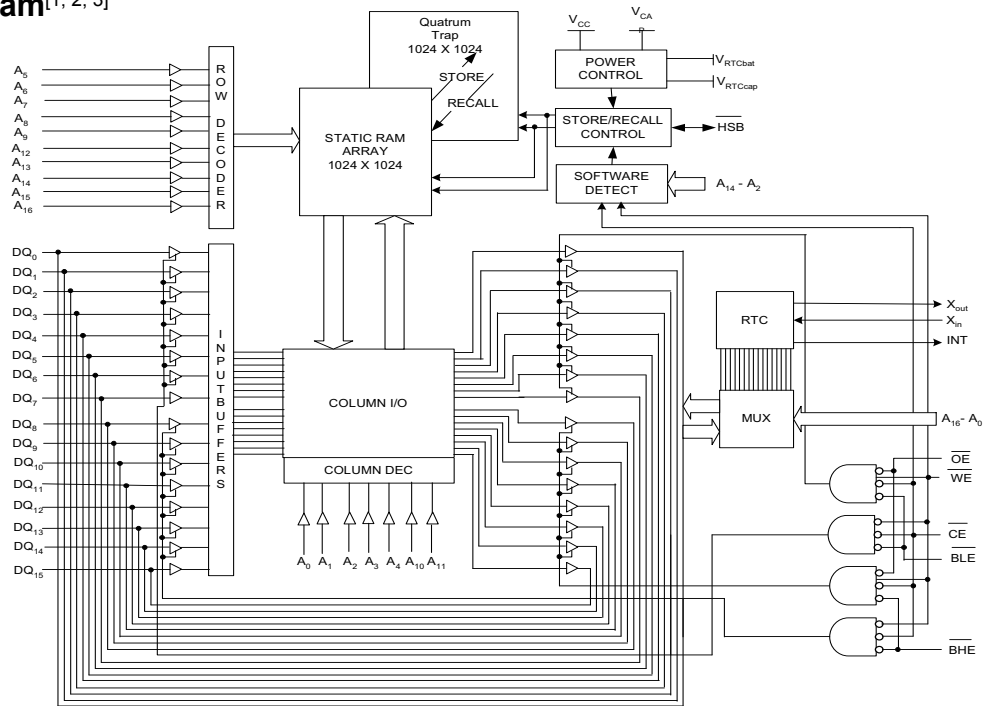 am[1, 2, 3]
Quatrum
Trap
1024 X 1024
STORE
RECALL
STATIC RAM
ARRAY
1024 X 1024
VCC
VCA
P
POWER
CONTROL
VRTCbat
VRTCcap
STORE/RECALL
CONTROL
HSB
SOFTWARE
DETECT
A14 - A2
A5
A6
A7
A8
A9
A12
A13
A14
A15
A16
ROW DECODER
DQ0
DQ1
DQ2
DQ3
DQ4
DQ5
DQ6
DQ7
DQ8
DQ9
DQ10
DQ11
DQ12
DQ13
DQ14
DQ15
INPUTBUFFERS
COLUMN I/O
COLUMN DEC
A0 A1 A2 A3 A4 A10 A11
RTC
Xout
Xin
INT
MUX
A16- A0
OE
WE
CE
BLE
BHE